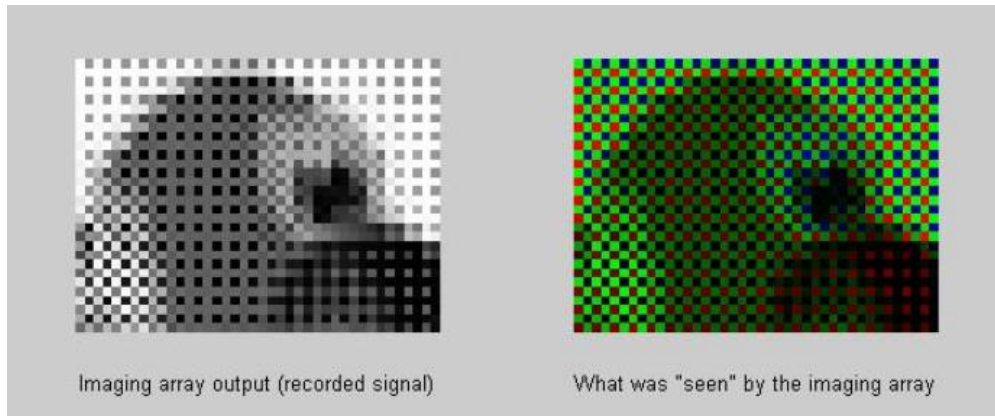 Imaging array output (recorded signal)
What was "seen" by the imaging array